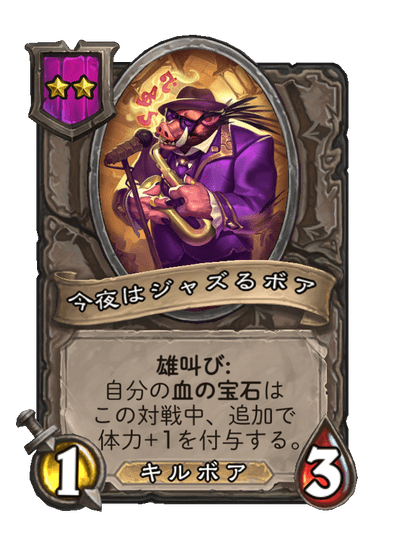 今夜はジャズるボア
雄叫び:
自分の血の宝石は
この対戦中、追加で
体力+1を付与する。
キルボア
1
3